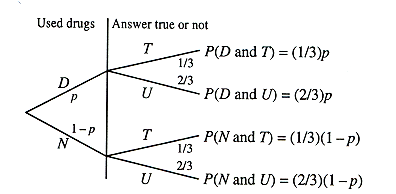 Used drugs Answer true or not
T P(D and T) = (1/3)p
1/3
2/3
D
p U P(D and U) = (2/3)p
1−p
N T P(N and T) = (1/3)(1−p)
1/3
2/3
U P(N and U) = (2/3)(1−p)